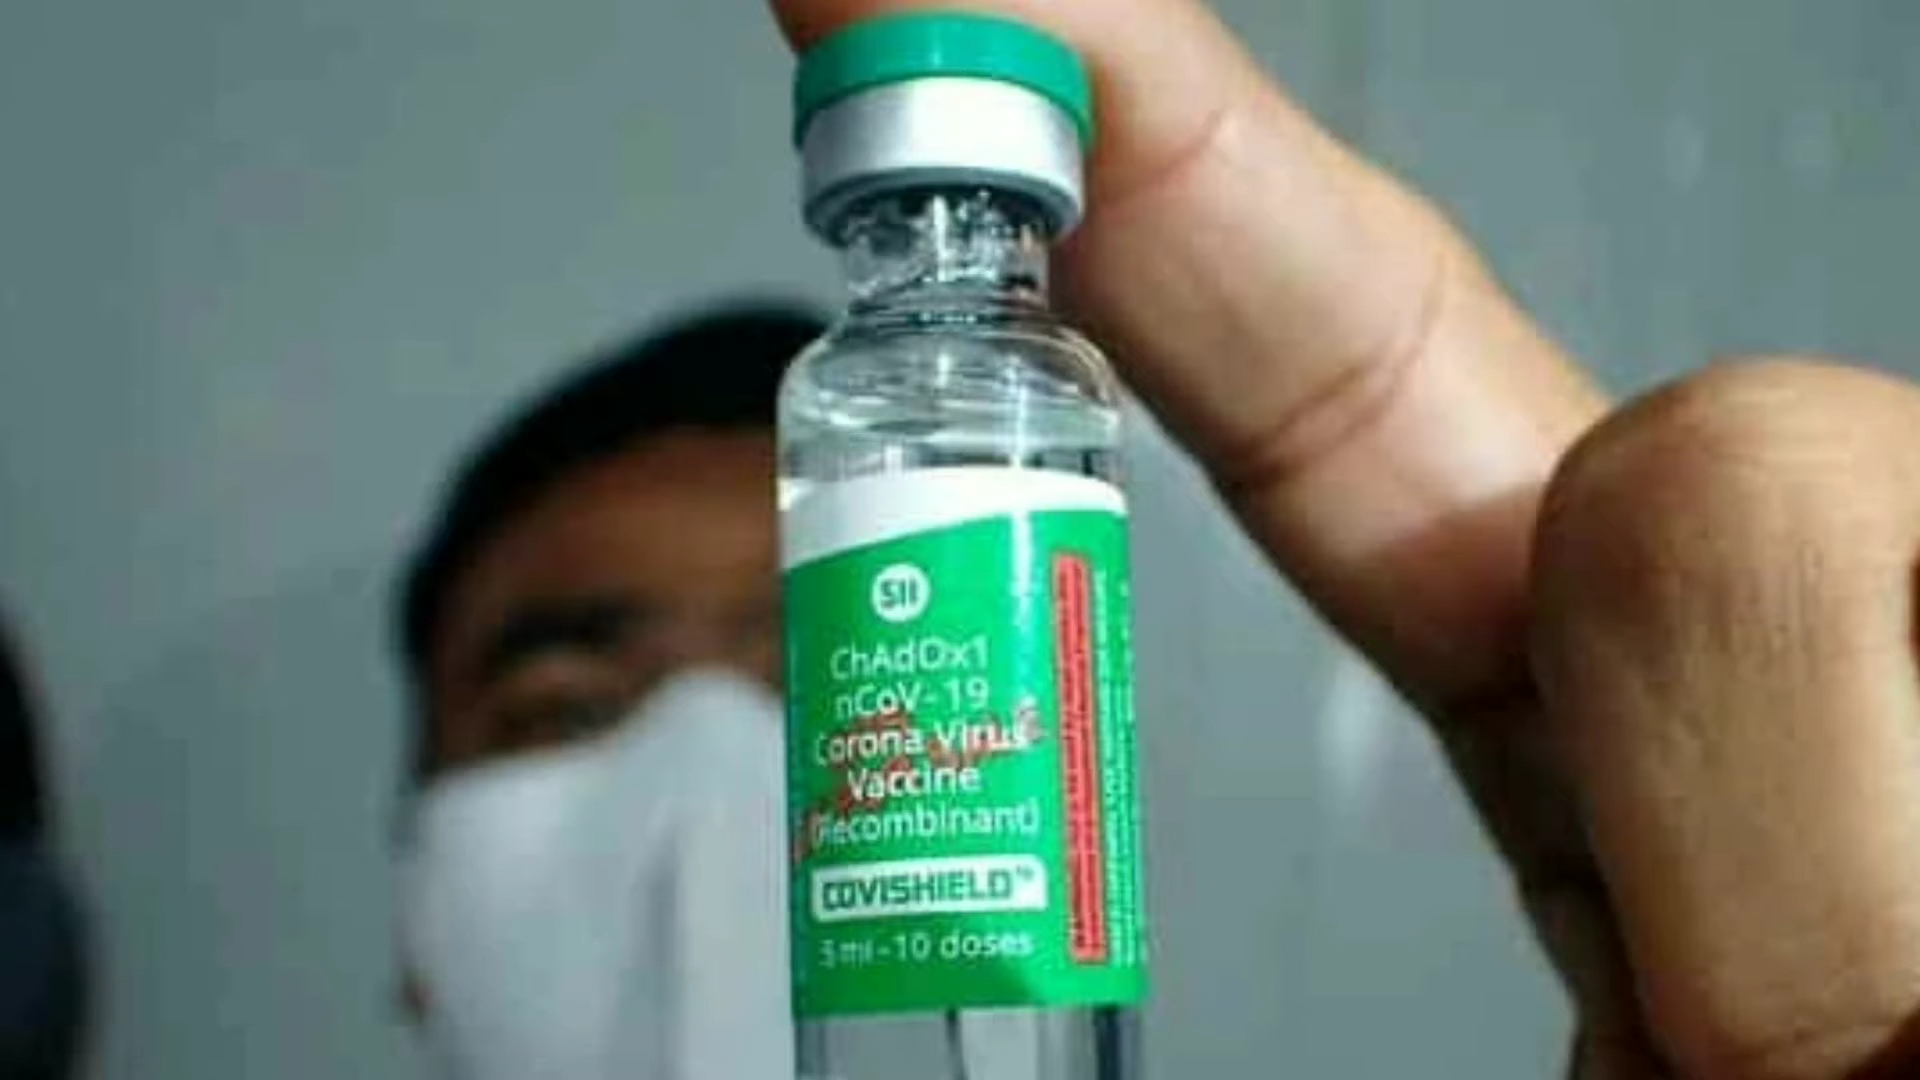 SII
ChAdOx1
nCoV-19
Corona Virus
Vaccine
(Recombinant)
COVISHIELD™
5 ml-10 doses